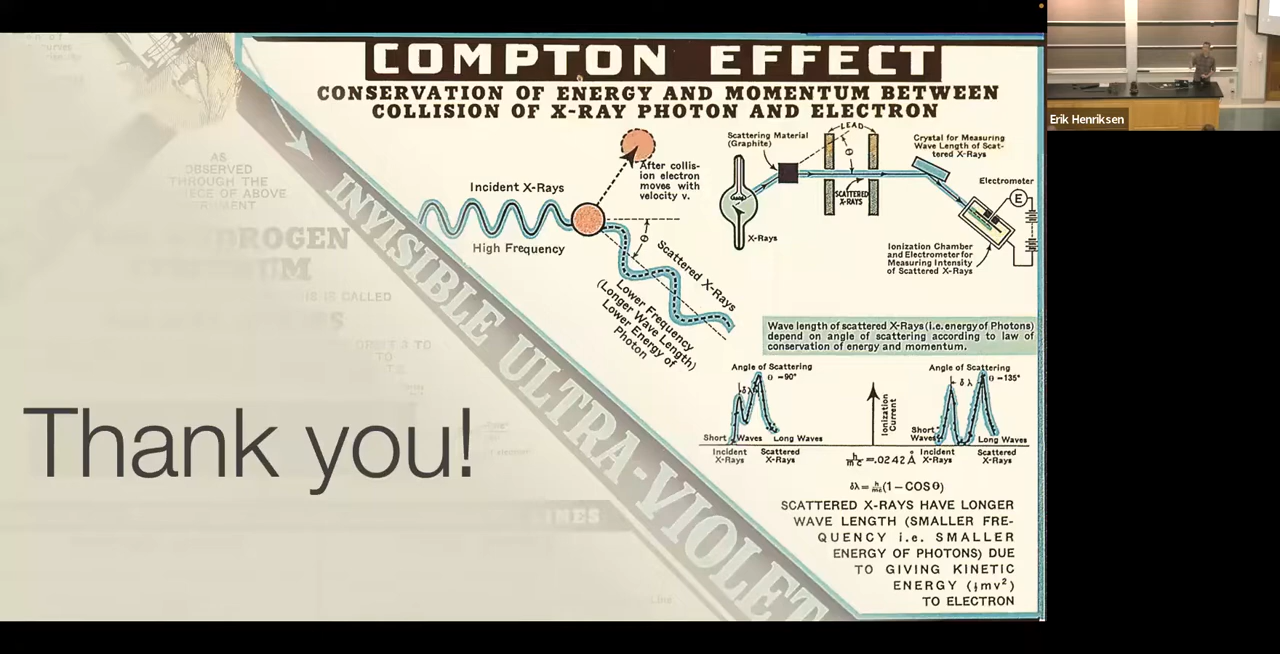 COMPTON EFFECT
CONSERVATION OF ENERGY AND MOMENTUM BETWEEN
COLLISION OF X-RAY PHOTON AND ELECTRON
Erik Henriksen
AS
OBSERVED
THROUGH THE
OF ABOVE
INVISIBLE ULTRA-VIOLET
Incident X-Rays
High Frequency
After collis-
ion electron
moves with
velocity v.
θ
Scattered X-Rays
Lower Frequency
(Longer Wave Length)
Lower Energy of
Photon
Scattering Material
(Graphite)
LEAD
θ
SCATTERED
X-RAYS
X-Rays
Crystal for Measuring
Wave Length of Scat-
tered X-Rays
Electrometer
E
Ionization Chamber
and Electrometer for
Measuring Intensity
of Scattered X-Rays
Wave length of scattered X-Rays (i.e. energy of Photons)
depend on angle of scattering according to law of
conservation of energy and momentum.
Angle of Scattering
θ -90°
δλ
Short Waves
Long Waves
Incident
X-Rays
Scattered
X-Rays
Ionization
Current
Angle of Scattering
θ -135°
δ λ
Short
Waves
Long Waves
Incident
X-Rays
Scattered
X-Rays
h/mc =.0242 Å
δλ= h/mc (1-COS θ)
SCATTERED X-RAYS HAVE LONGER
WAVE LENGTH (SMALLER FRE-
QUENCY i.e. SMALLER
ENERGY OF PHOTONS) DUE
TO GIVING KINETIC
ENERGY (½mv²)
TO ELECTRON
Thank you!